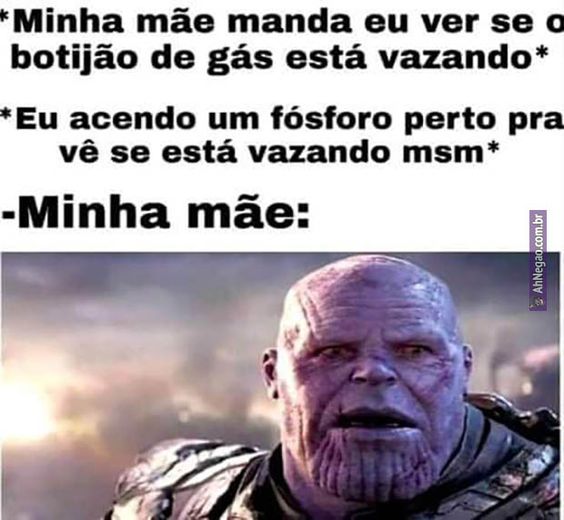 *Minha mãe manda eu ver se o
botijão de gás está vazando*
*Eu acendo um fósforo perto pra
vê se está vazando msm*
-Minha mãe:
AhNegao.com.br